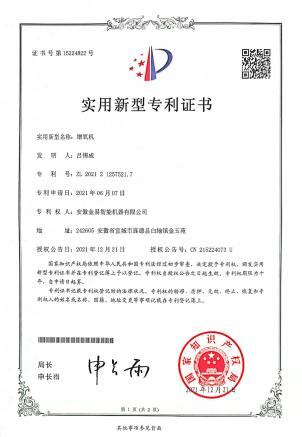 证书号第15224822号
实用新型专利证书
实用新型名称：增氧机
发 明 人：吕锡成
专 利 号：ZL 2021 2 1257521.7
专利申请日：2021年06月07日
专 利 权 人：安徽金易智能机器有限公司
地 址：242605 安徽省宣城市旌德县白地镇金玉苑
授权公告日：2021年12月21日 授权公告号：CN 215224073 U
国家知识产权局依照中华人民共和国专利法经过初步审查，决定授予专利权，颁发实用
新型专利证书并在专利登记簿上予以登记。专利权自授权公告之日起生效。专利权期限为十
年，自申请日起算。
专利证书记载专利权登记时的法律状况。专利权的转移、质押、无效、终止、恢复和专利
权人的姓名或名称、国籍、地址变更等事项记载在专利登记簿上。
局长
申长雨
申长雨
国家知识产权局
2021年12月21日
第 1 页 (共 2 页)
其他事项参见背面